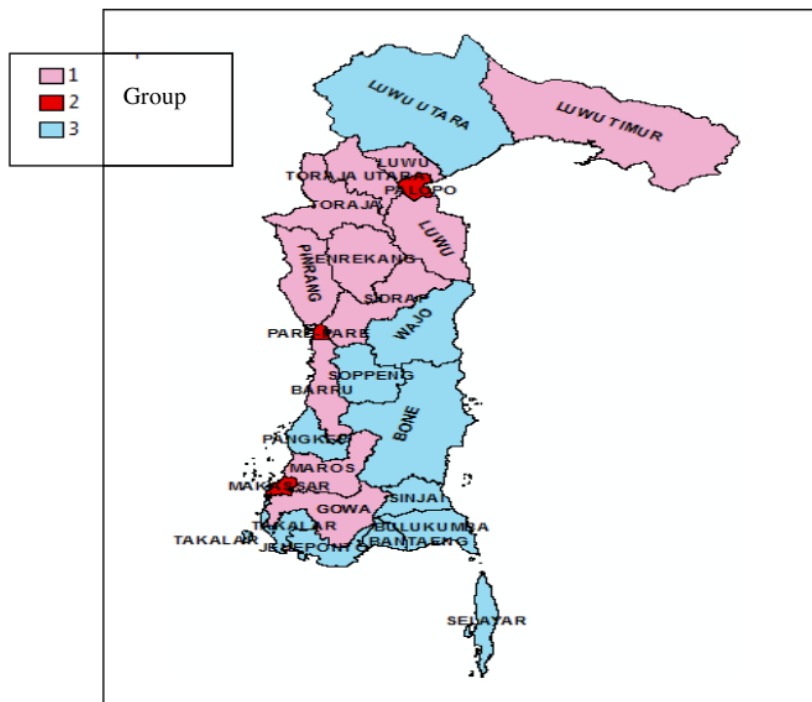 1
2
3
Group
LUWU UTARA
LUWU TIMUR
LUWU
TORAJA UTARA
PALOPO
TORAJA
LUWU
ENREKANG
PINRANG
SIDRAP
PARE-PARE
WAJO
SOPPENG
BARRU
BONE
PANGKEP
MAROS
MAKASSAR
SINJAI
GOWA
TAKALAR
BULUKUMBA
TAKALAR
JENEPONTO
BANTAENG
SELAYAR